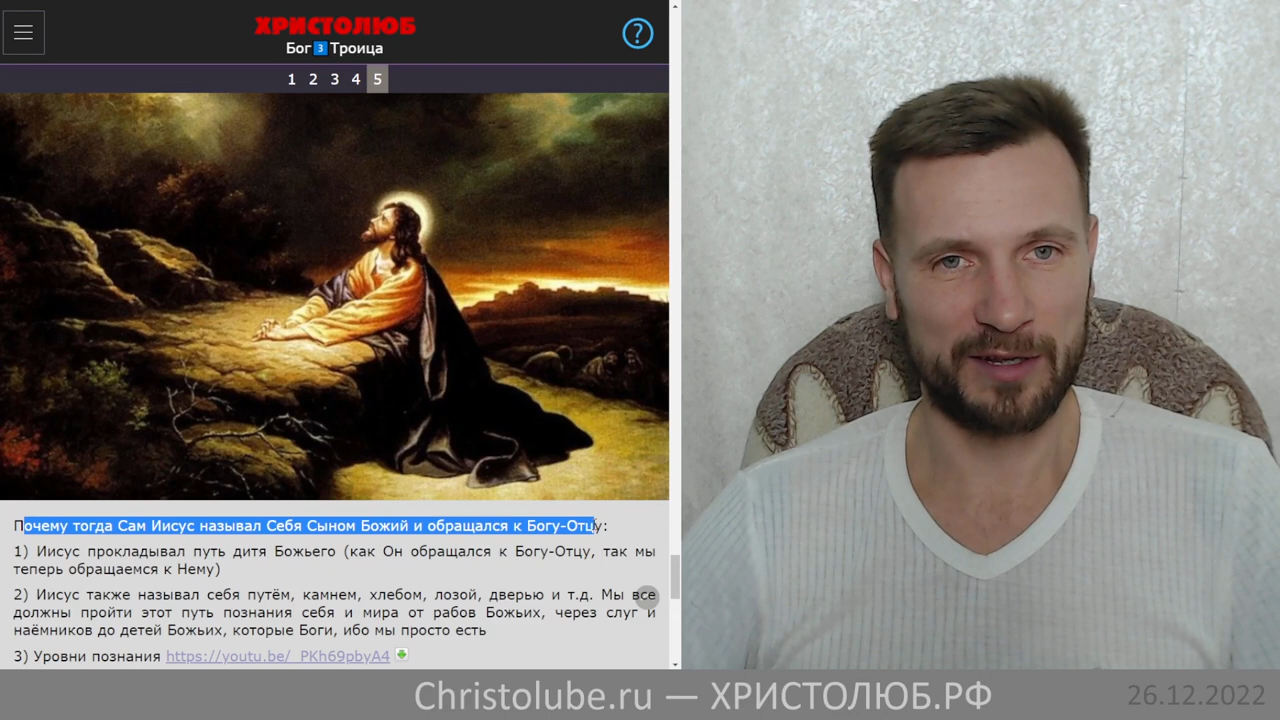 ХРИСТОЛЮБ
Бог 3 Троица
?
1 2 3 4 5
Почему тогда Сам Иисус называл Себя Сыном Божий и обращался к Богу-Отцу:
1) Иисус прокладывал путь дитя Божьего (как Он обращался к Богу-Отцу, так мы
теперь обращаемся к Нему)
2) Иисус также называл себя путём, камнем, хлебом, лозой, дверью и т.д. Мы все
должны пройти этот путь познания себя и мира от рабов Божьих, через слуг и
наёмников до детей Божьих, которые Боги, ибо мы просто есть
3) Уровни познания https://youtu.be/_PKh69pbyA4
Christolube.ru — ХРИСТОЛЮБ.РФ
26.12.2022